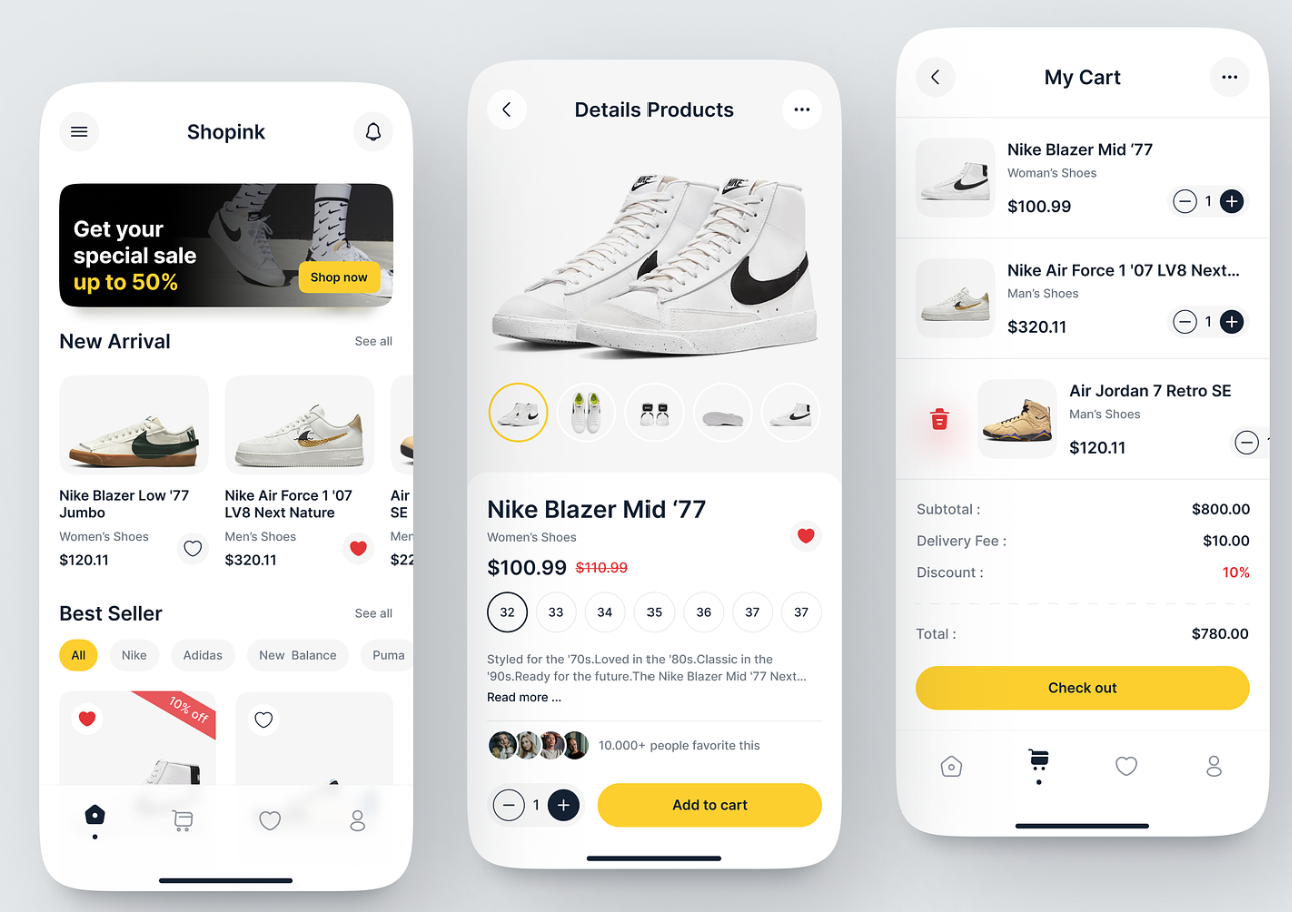 Shopink
Get your
special sale
up to 50%
Shop now
New Arrival
See all
Nike Blazer Low '77
Jumbo
Women's Shoes
$120.11
Nike Air Force 1 '07
LV8 Next Nature
Men's Shoes
$320.11
Air
SE
Men
$22
Best Seller
See all
All
Nike
Adidas
New Balance
Puma
10% off
Details Products
NIKE
NIKE
Nike Blazer Mid ‘77
Women's Shoes
$100.99 $110.99
32
33
34
35
36
37
37
Styled for the '70s.Loved in the '80s.Classic in the
'90s.Ready for the future.The Nike Blazer Mid '77 Next...
Read more ...
10.000+ people favorite this
1
Add to cart
My Cart
Nike Blazer Mid ‘77
Woman's Shoes
$100.99
1
Nike Air Force 1 '07 LV8 Next...
Man's Shoes
$320.11
1
Air Jordan 7 Retro SE
Man's Shoes
$120.11
Subtotal :
$800.00
Delivery Fee :
$10.00
Discount :
10%
Total :
$780.00
Check out